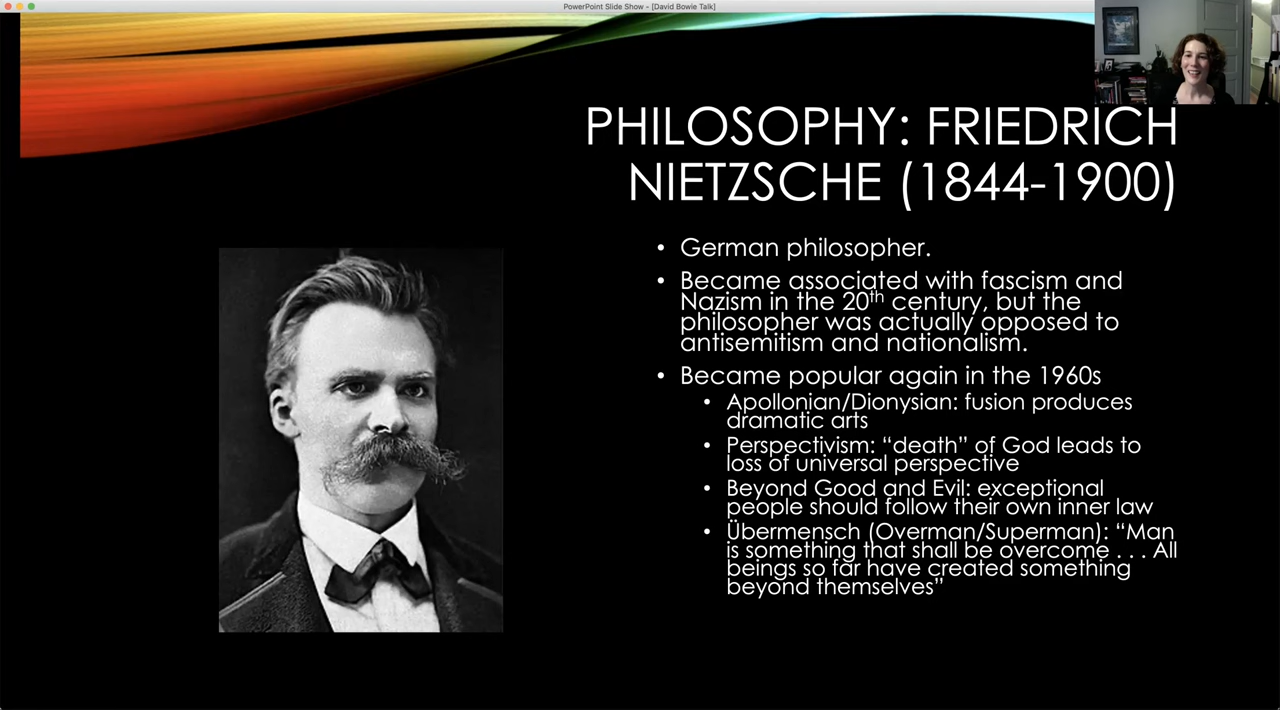 PowerPoint Slide Show - [David Bowie Talk]
PHILOSOPHY: FRIEDRICH
NIETZSCHE (1844-1900)
• German philosopher.
• Became associated with fascism and
Nazism in the 20th century, but the
philosopher was actually opposed to
antisemitism and nationalism.
• Became popular again in the 1960s
• Apollonian/Dionysian: fusion produces
dramatic arts
• Perspectivism: “death” of God leads to
loss of universal perspective
• Beyond Good and Evil: exceptional
people should follow their own inner law
• Übermensch (Overman/Superman): “Man
is something that shall be overcome . . . All
beings so far have created something
beyond themselves”